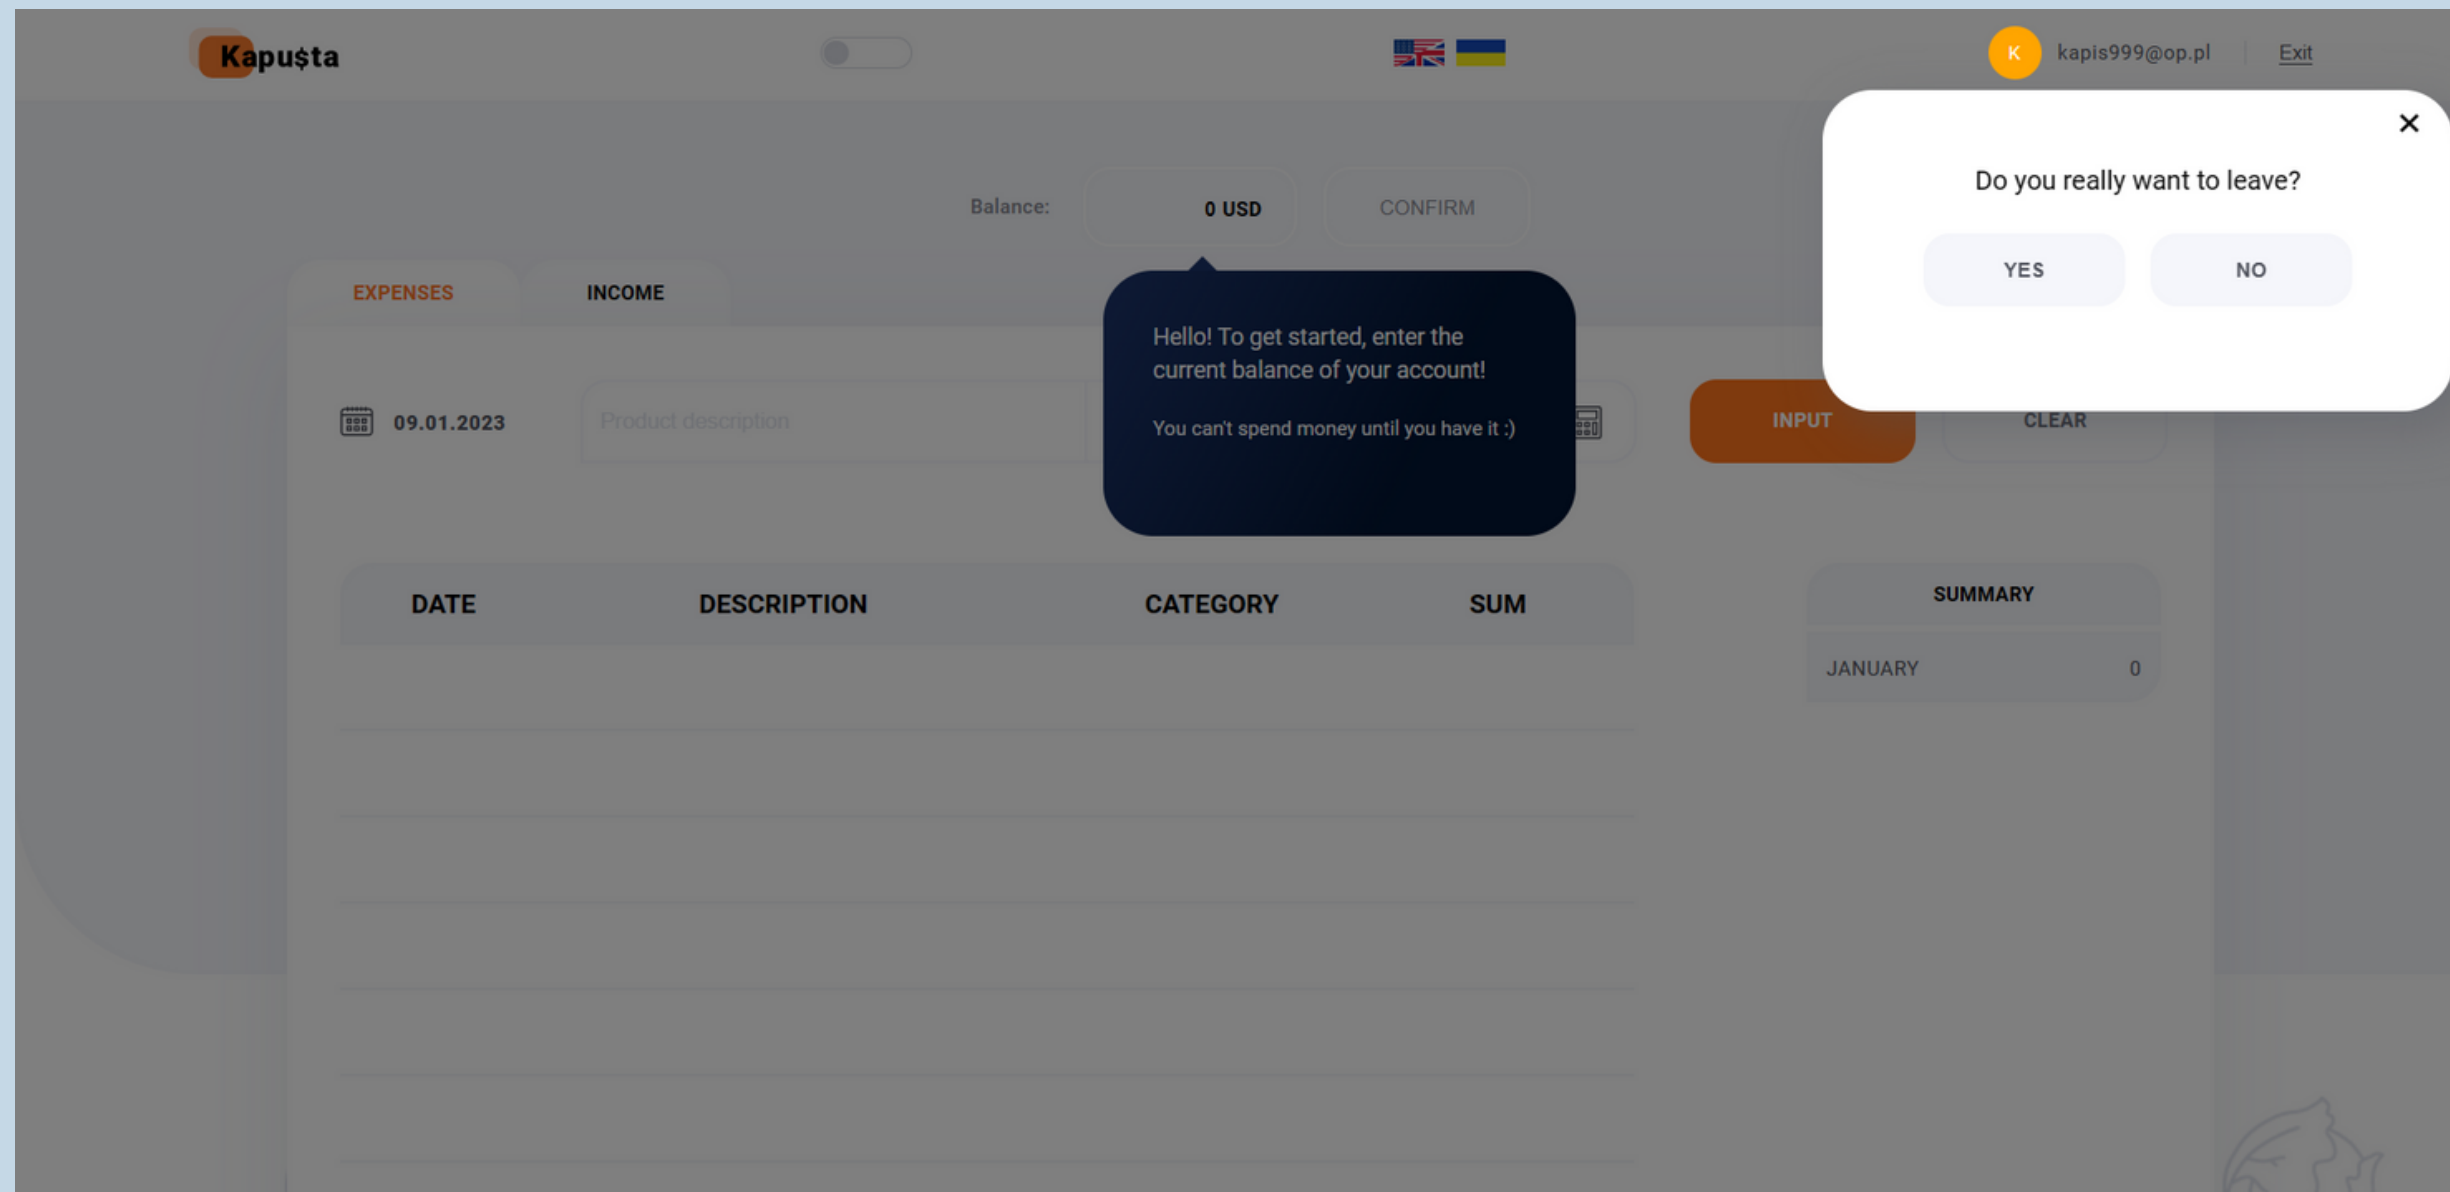 Kapu$ta
K kapis999@op.pl Exit
Do you really want to leave?
YES NO
Balance: 0 USD CONFIRM
EXPENSES INCOME
Hello! To get started, enter the
current balance of your account!
You can't spend money until you have it :)
09.01.2023 Product description INPUT CLEAR
DATE DESCRIPTION CATEGORY SUM
SUMMARY
JANUARY 0